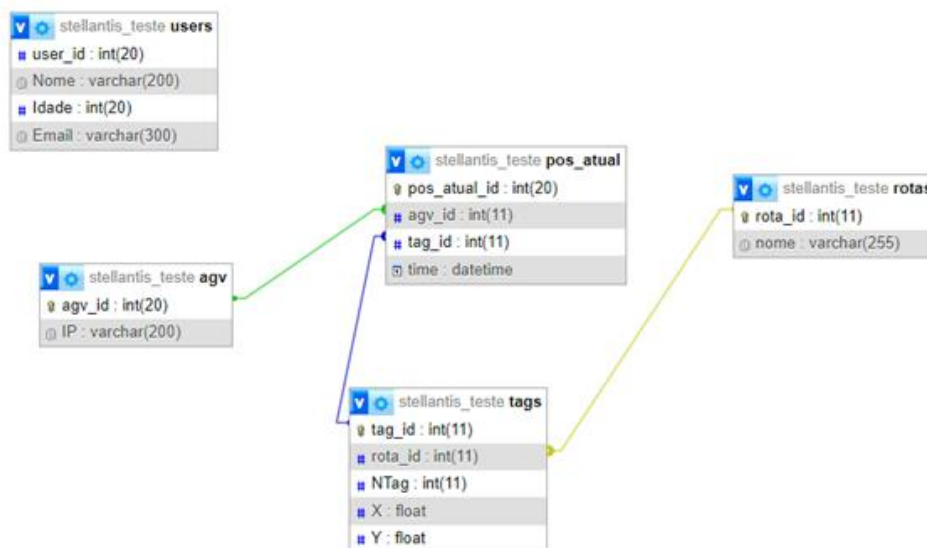 stellantis_teste users
user_id : int(20)
Nome : varchar(200)
Idade : int(20)
Email : varchar(300)
stellantis_teste pos_atual
pos_atual_id : int(20)
agv_id : int(11)
tag_id : int(11)
time : datetime
stellantis_teste rotas
rota_id : int(11)
nome : varchar(255)
stellantis_teste agv
agv_id : int(20)
IP : varchar(200)
stellantis_teste tags
tag_id : int(11)
rota_id : int(11)
NTag : int(11)
X : float
Y : float